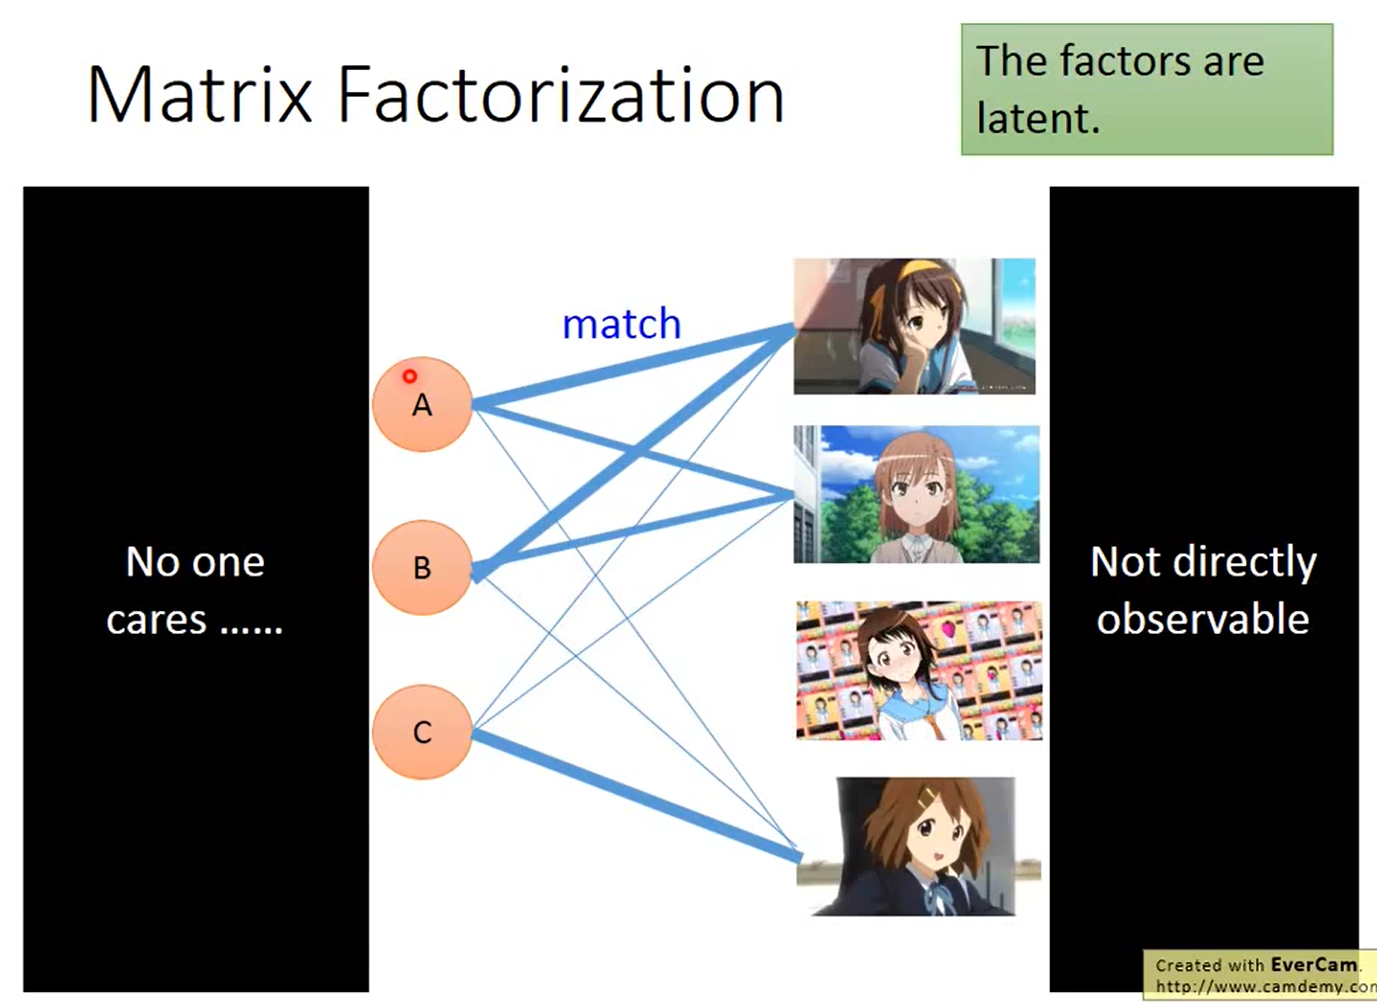 Matrix Factorization
The factors are
latent.
match
A
B
C
No one
cares ......
Not directly
observable
Created with EverCam.
http://www.camdemy.com